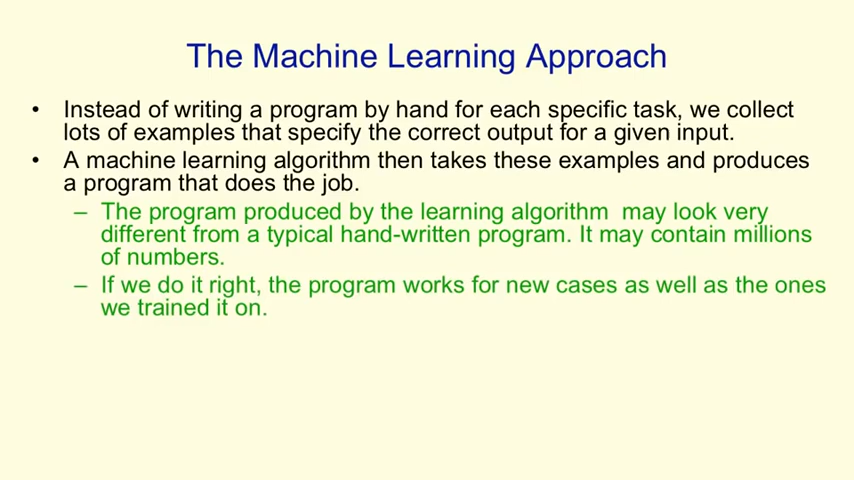 The Machine Learning Approach
• Instead of writing a program by hand for each specific task, we collect
lots of examples that specify the correct output for a given input.
• A machine learning algorithm then takes these examples and produces
a program that does the job.
– The program produced by the learning algorithm  may look very
different from a typical hand-written program. It may contain millions
of numbers.
– If we do it right, the program works for new cases as well as the ones
we trained it on.